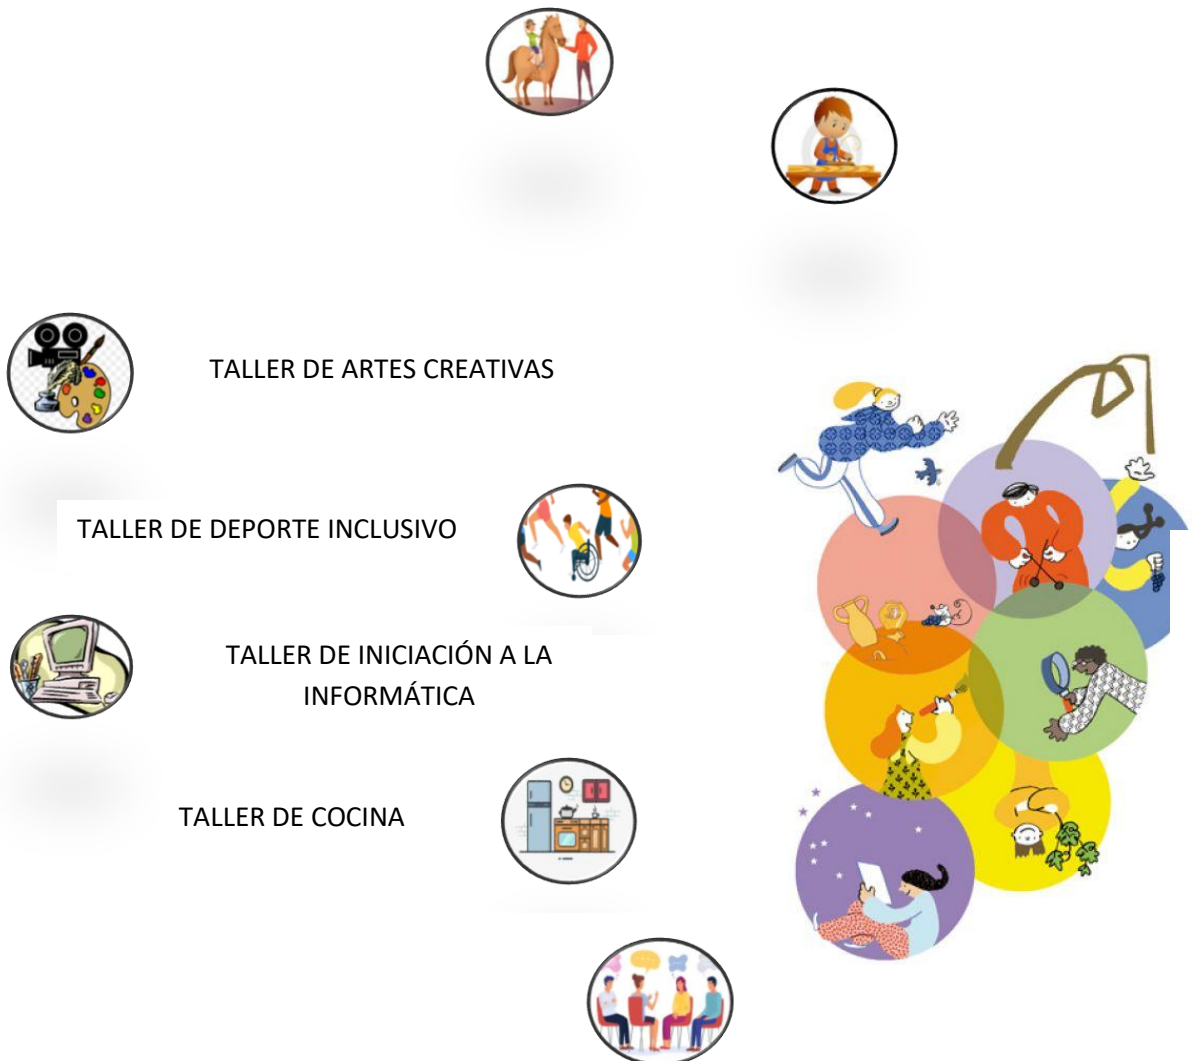 TALLER DE ARTES CREATIVAS
TALLER DE DEPORTE INCLUSIVO
TALLER DE INICIACIÓN A LA
INFORMÁTICA
TALLER DE COCINA